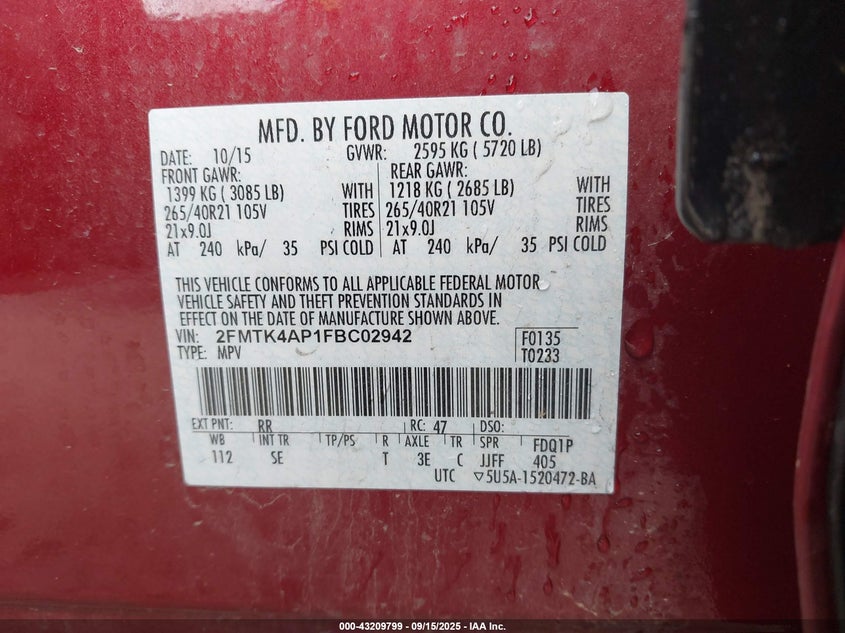 MFD. BY FORD MOTOR CO.
DATE: 10/15 GVWR: 2595 KG ( 5720 LB)
FRONT GAWR: REAR GAWR:
1399 KG ( 3085 LB) WITH 1218 KG ( 2685 LB) WITH
265/40R21 105V TIRES 265/40R21 105V TIRES
21x9.0J RIMS 21x9.0J RIMS
AT 240 kPa/ 35 PSI COLD AT 240 kPa/ 35 PSI COLD
THIS VEHICLE CONFORMS TO ALL APPLICABLE FEDERAL MOTOR
VEHICLE SAFETY AND THEFT PREVENTION STANDARDS IN
EFFECT ON THE DATE OF MANUFACTURE SHOWN ABOVE.
VIN: 2FMTK4AP1FBC02942 F0135
TYPE: MPV T0233
EXT PNT: RR RC: 47 DSO:
WB INT TR TP/PS R AXLE TR SPR FDQ1P
112 SE T 3E C JJFF 405
UTC ▽5U5A-1520472-BA
000-43209799 - 09/15/2025 - IAA Inc.